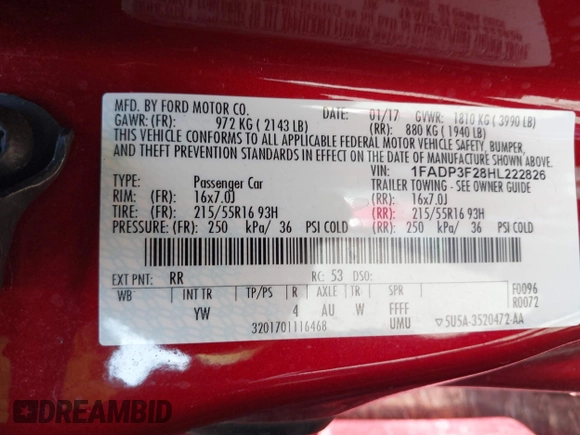 MFD. BY FORD MOTOR CO. DATE: 01/17 GVWR: 1810 KG ( 3990 LB)
GAWR: (FR): 972 KG ( 2143 LB) (RR): 880 KG ( 1940 LB)
THIS VEHICLE CONFORMS TO ALL APPLICABLE FEDERAL MOTOR VEHICLE SAFETY, BUMPER,
AND THEFT PREVENTION STANDARDS IN EFFECT ON THE DATE OF MANUFACTURE SHOWN ABOVE.
VIN: 1FADP3F28HL222826
TYPE: Passenger Car TRAILER TOWING - SEE OWNER GUIDE
RIM: (FR): 16x7.0J (RR): 16x7.0J
TIRE: (FR): 215/55R16 93H (RR): 215/55R16 93H
PRESSURE: (FR): 250 kPa/ 36 PSI COLD (RR): 250 kPa/ 36 PSI COLD
EXT PNT: RR RC: 53 DSO:
WB INT TR TP/PS R AXLE TR SPR F0096
YW 4 AU W FFFF R0072
3201701116468 UMU ▽5U5A-3520472-AA
DREAMBID